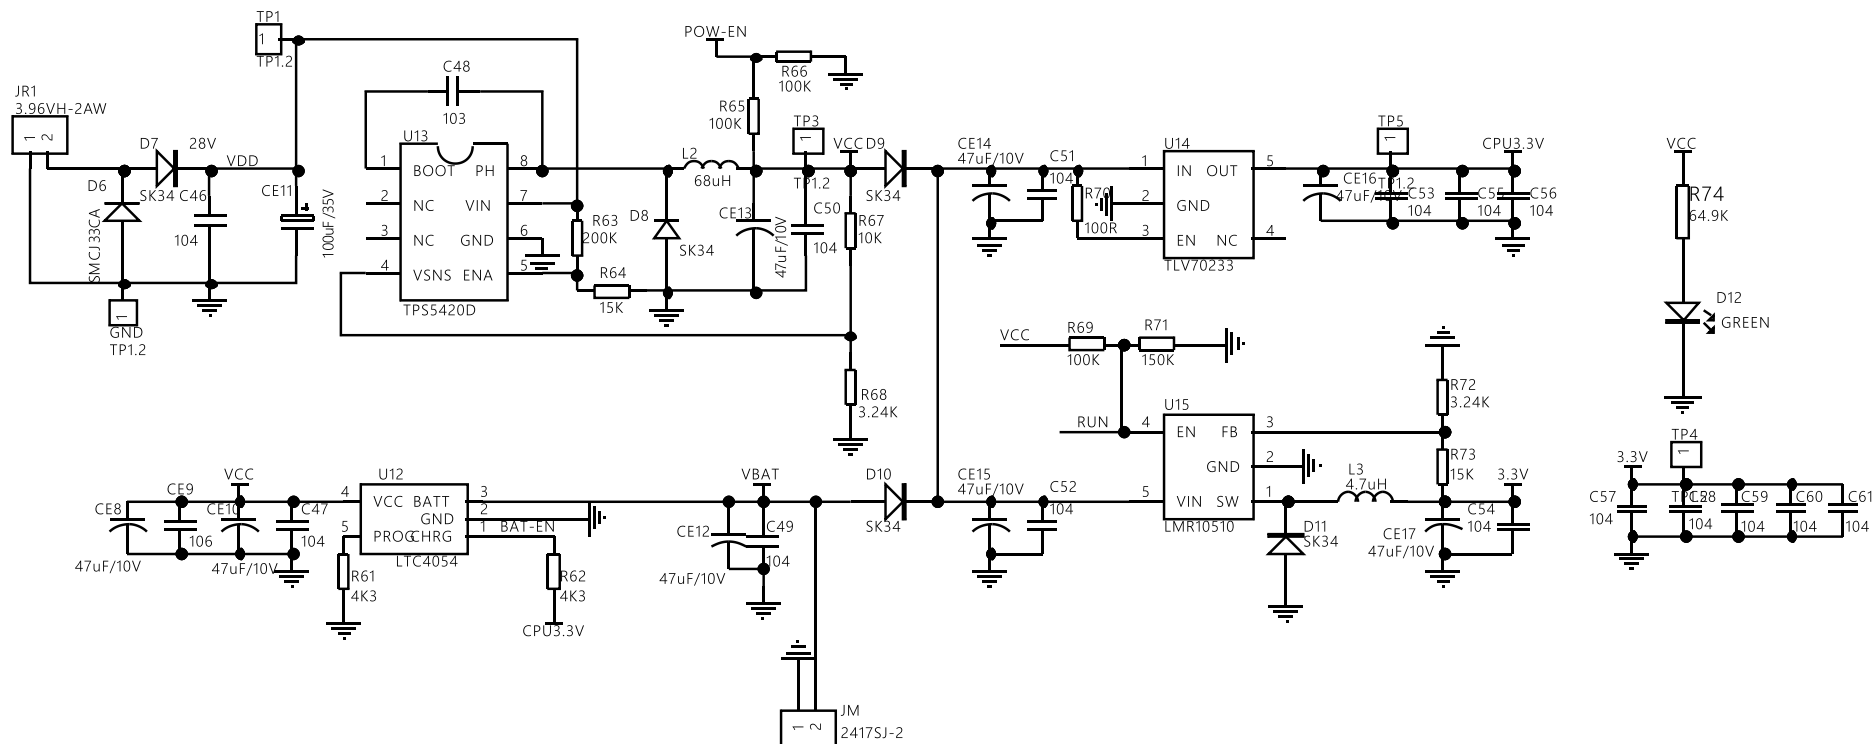 TP1
1
TP1.2
JR1
3.96VH-2AW
1 2
D7
28V
VDD
D6
SK34
C46
SMCJ33CA
104
CE11
100uF/35V
1
GND
TP1.2
C48
103
U13
1 BOOT PH 8
2 NC VIN 7
3 NC GND 6
4 VSNS ENA 5
TPS5420D
R63
200K
R64
15K
POW-EN
R66
100K
R65
100K
L2
68uH
D8
SK34
CE13
47uF/10V
TP3
1
TP1.2
C50
104
VCC
R67
10K
R68
3.24K
D9
SK34
CE14
47uF/10V
C51
104
R70
100R
U14
1 IN OUT 5
2 GND
3 EN NC 4
TLV70233
TP5
1
TP1.2
CE16
47uF/10V
C53
104
C55
104
C56
104
CPU3.3V
VCC
R74
64.9K
D12
GREEN
VCC
R69
100K
R71
150K
RUN
U15
4 EN FB 3
GND 2
5 VIN SW 1
LMR10510
R72
3.24K
R73
15K
L3
4.7uH
3.3V
D11
SK34
CE17
47uF/10V
C54
104
TP4
1
3.3V
C57
104
TP1.2
C58
104
C59
104
C60
104
C61
104
VCC
CE8
47uF/10V
CE9
106
CE10
47uF/10V
C47
104
U12
4 VCC BATT 3
GND 2
5 PROG CHRG 1
LTC4054
BAT-EN
R61
4K3
R62
4K3
CPU3.3V
VBAT
CE12
47uF/10V
C49
104
D10
SK34
CE15
47uF/10V
C52
104
JM
2417SJ-2
1 2